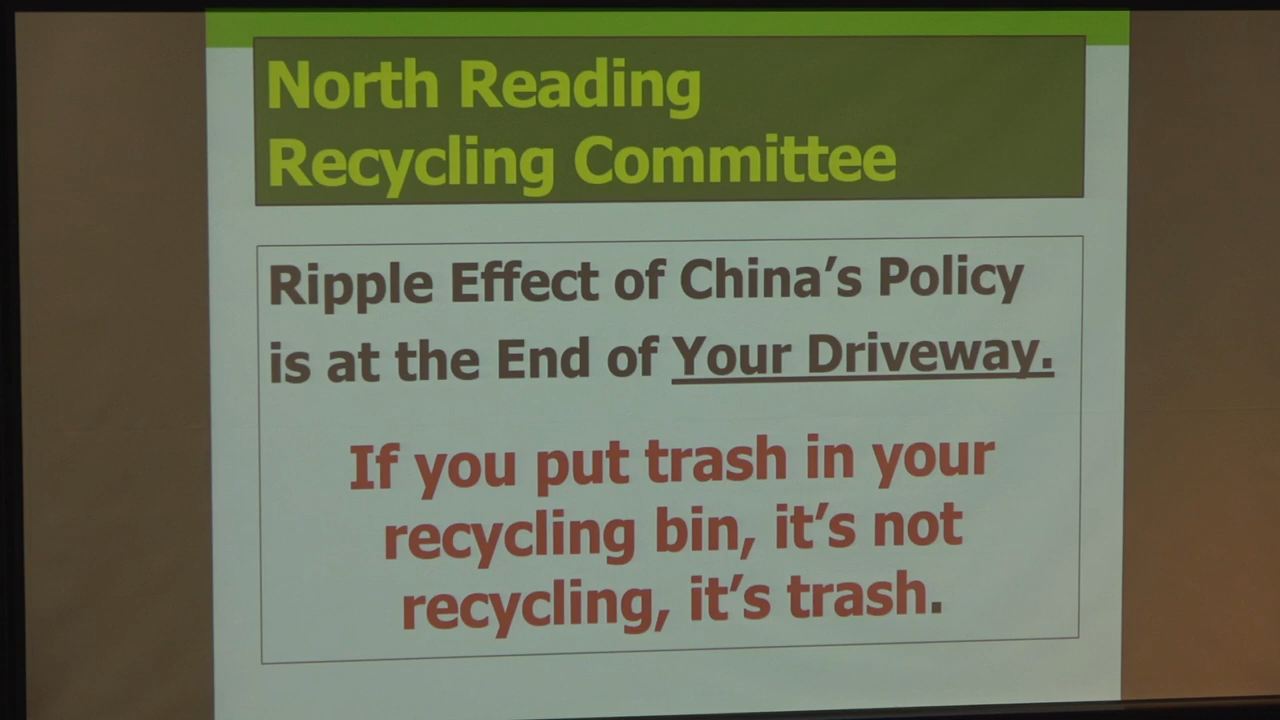 North Reading
Recycling Committee
Ripple Effect of China’s Policy
is at the End of Your Driveway.
If you put trash in your
recycling bin, it’s not
recycling, it’s trash.